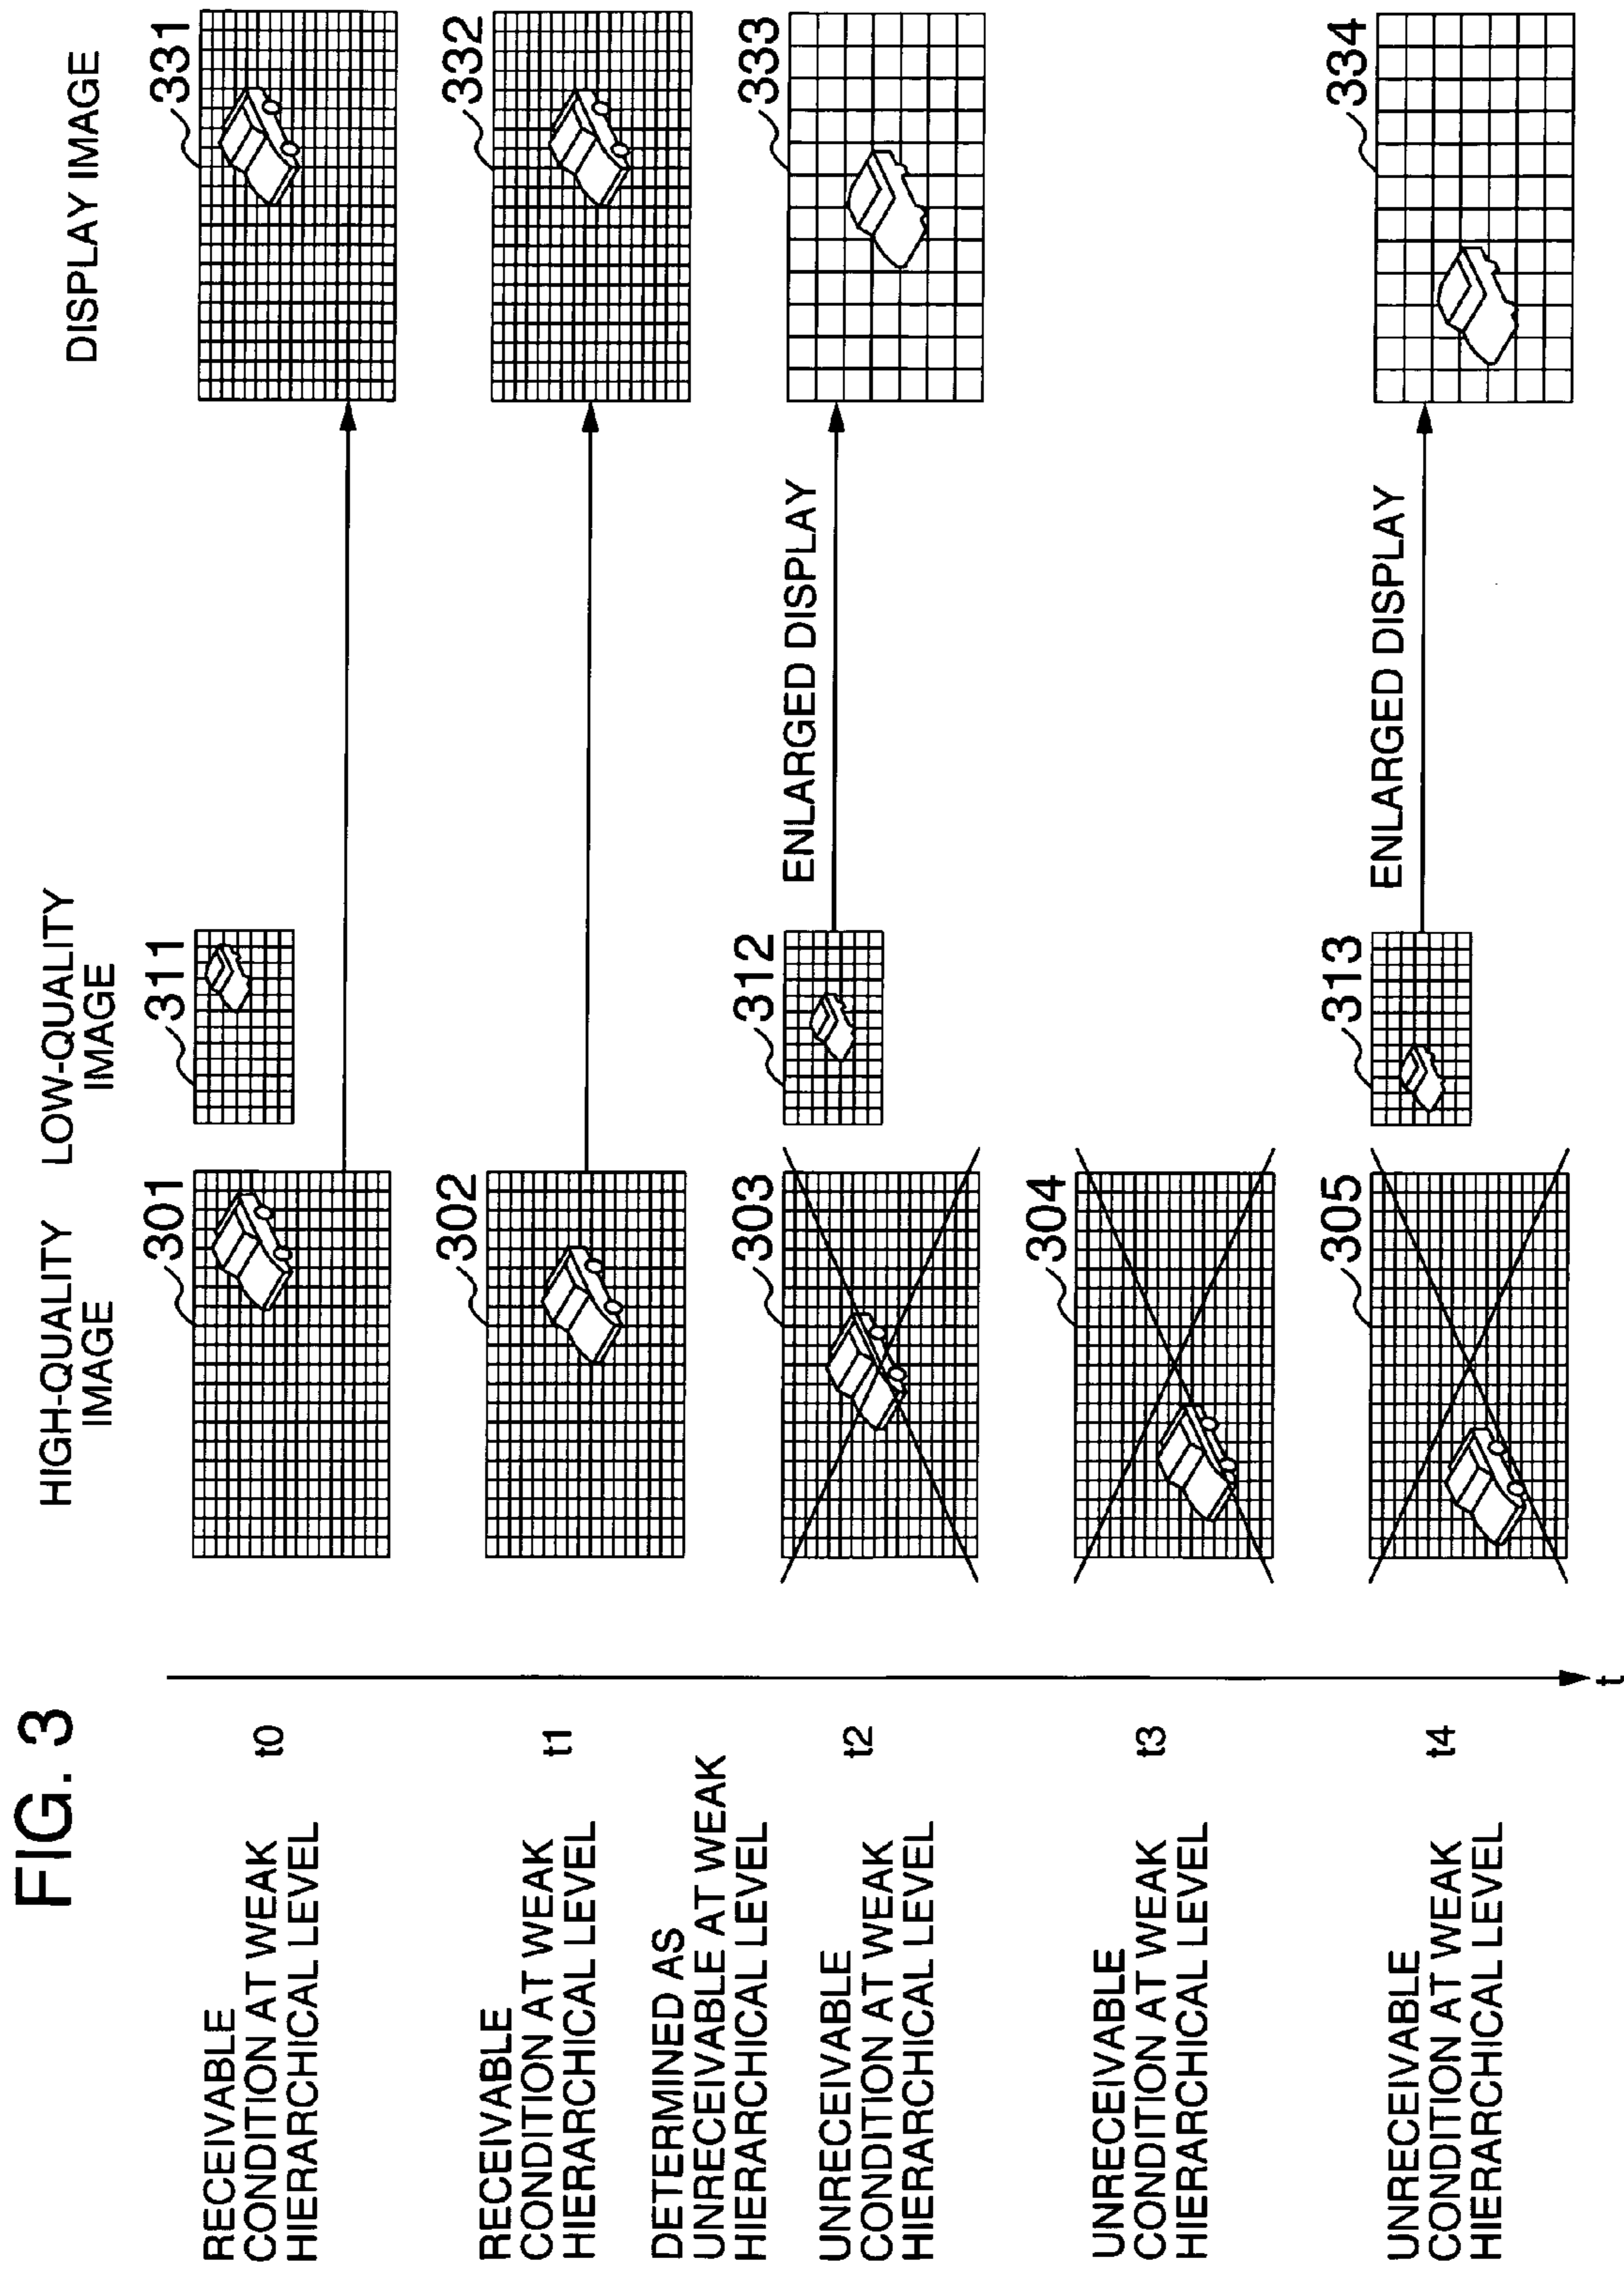 FIG. 3
HIGH-QUALITY
IMAGE
LOW-QUALITY
IMAGE
DISPLAY IMAGE
RECEIVABLE
CONDITION AT WEAK
HIERARCHICAL LEVEL
t0
301
311
331
RECEIVABLE
CONDITION AT WEAK
HIERARCHICAL LEVEL
t1
302
332
DETERMINED AS
UNRECEIVABLE AT WEAK
HIERARCHICAL LEVEL
UNRECEIVABLE
CONDITION AT WEAK
HIERARCHICAL LEVEL
t2
303
312
ENLARGED DISPLAY
333
UNRECEIVABLE
CONDITION AT WEAK
HIERARCHICAL LEVEL
t3
304
UNRECEIVABLE
CONDITION AT WEAK
HIERARCHICAL LEVEL
t4
305
313
ENLARGED DISPLAY
334
t